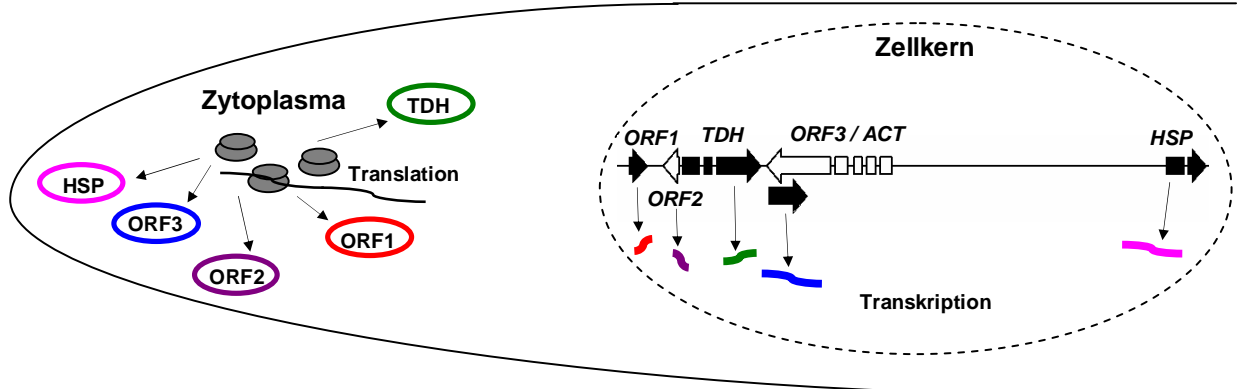 Zytoplasma
TDH
HSP
Translation
ORF3
ORF1
ORF2
Zellkern
ORF1
TDH
ORF3 / ACT
HSP
ORF2
Transkription